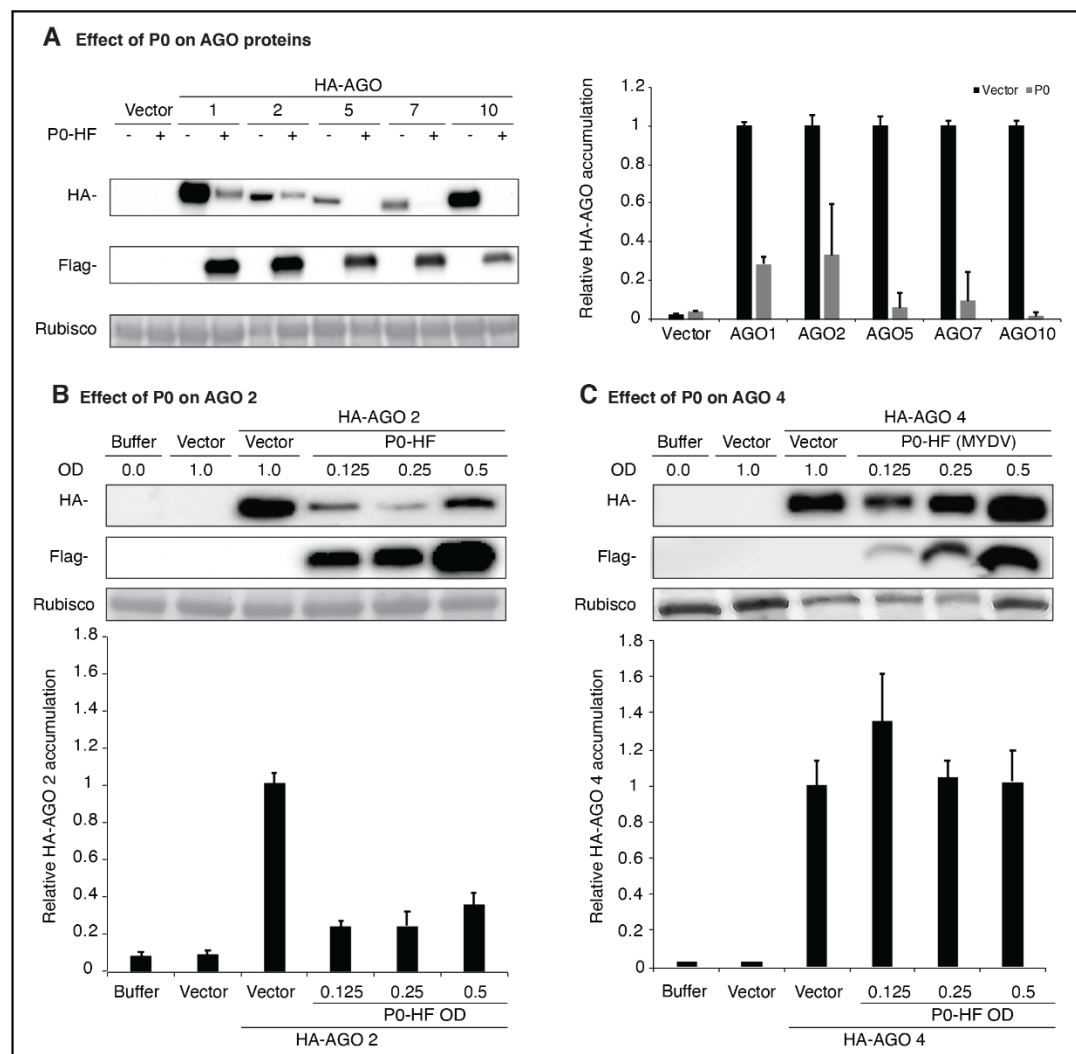 A Effect of P0 on AGO proteins
HA-AGO
Vector 1 2 5 7 10
P0-HF - + - + - + - + - + - +
HA-
Flag-
Rubisco
Relative HA-AGO accumulation
1.2
1
0.8
0.6
0.4
0.2
0
Vector P0
Vector AGO1 AGO2 AGO5 AGO7 AGO10
B Effect of P0 on AGO 2
HA-AGO 2
Buffer Vector Vector P0-HF
OD 0.0 1.0 1.0 0.125 0.25 0.5
HA-
Flag-
Rubisco
Relative HA-AGO 2 accumulation
1.8
1.6
1.4
1.2
1
0.8
0.6
0.4
0.2
0
Buffer Vector Vector 0.125 0.25 0.5
P0-HF OD
HA-AGO 2
C Effect of P0 on AGO 4
HA-AGO 4
Buffer Vector Vector P0-HF (MYDV)
OD 0.0 1.0 1.0 0.125 0.25 0.5
HA-
Flag-
Rubisco
Relative HA-AGO 4 accumulation
1.8
1.6
1.4
1.2
1
0.8
0.6
0.4
0.2
0
Buffer Vector Vector 0.125 0.25 0.5
P0-HF OD
HA-AGO 4